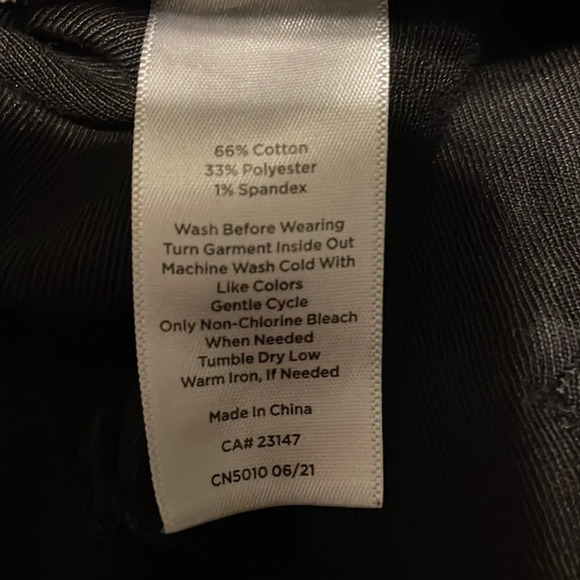 66% Cotton
33% Polyester
1% Spandex
Wash Before Wearing
Turn Garment Inside Out
Machine Wash Cold With
Like Colors
Gentle Cycle
Only Non-Chlorine Bleach
When Needed
Tumble Dry Low
Warm Iron, If Needed
Made In China
CA# 23147
CN5010 06/21